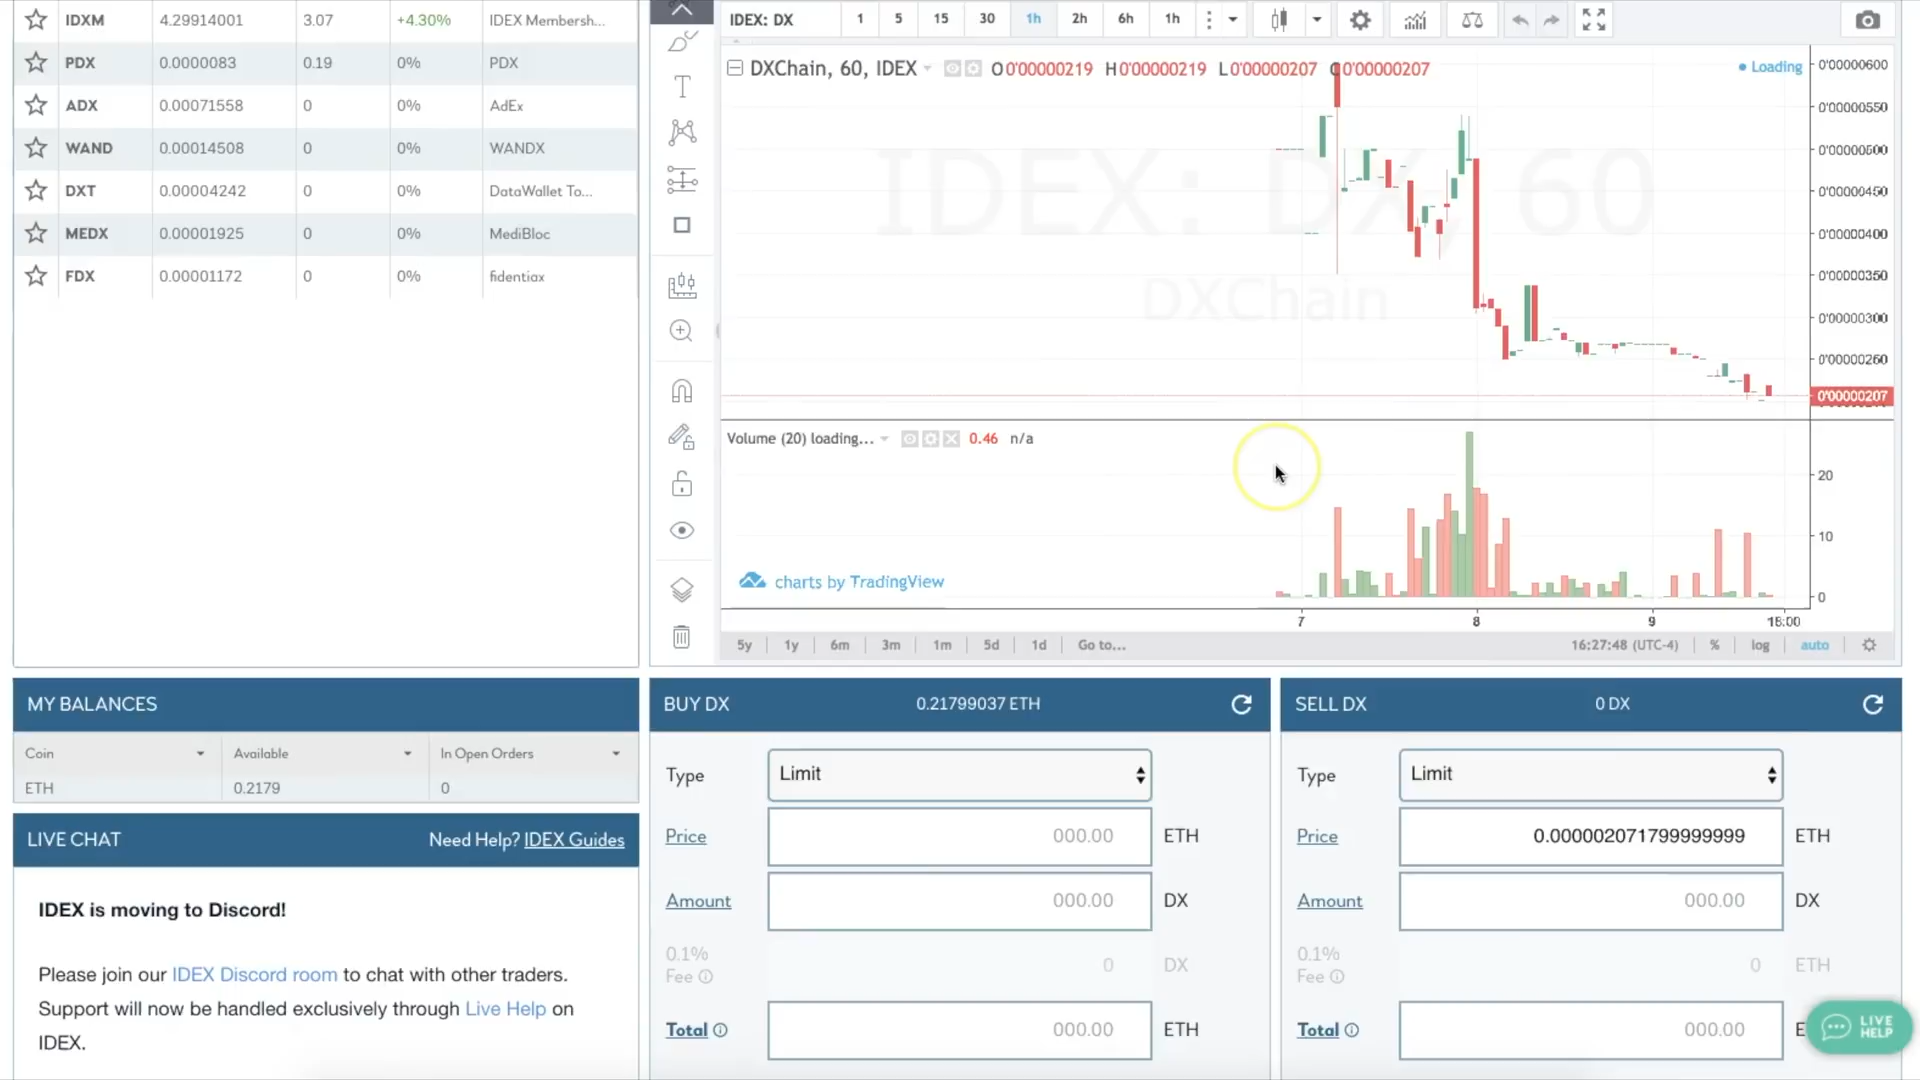 IDXM 4.29914001 3.07 +4.30% IDEX Membersh...
PDX 0.0000083 0.19 0% PDX
ADX 0.00071558 0 0% AdEx
WAND 0.00014508 0 0% WANDX
DXT 0.00004242 0 0% DataWallet To...
MEDX 0.00001925 0 0% MediBloc
FDX 0.00001172 0 0% fidentiax
IDEX: DX 1 5 15 30 1h 2h 6h 1h
DXChain, 60, IDEX O0'00000219 H0'00000219 L0'00000207 C0'00000207
Loading
0'00000600
0'00000550
0'00000500
0'00000450
0'00000400
0'00000350
0'00000300
0'00000250
0'00000207
IDEX: DX, 60
DXChain
Volume (20) loading... 0.46 n/a
20
10
0
charts by TradingView
7 8 9 15:00
5y 1y 6m 3m 1m 5d 1d Go to... 16:27:48 (UTC-4) % log auto
MY BALANCES
Coin Available In Open Orders
ETH 0.2179 0
LIVE CHAT Need Help? IDEX Guides
IDEX is moving to Discord!
Please join our IDEX Discord room to chat with other traders.
Support will now be handled exclusively through Live Help on
IDEX.
BUY DX 0.21799037 ETH
Type Limit
Price 000.00 ETH
Amount 000.00 DX
0.1%
Fee 0 DX
Total 000.00 ETH
SELL DX 0 DX
Type Limit
Price 0.000002071799999999 ETH
Amount 000.00 DX
0.1%
Fee 0 ETH
Total 000.00 E
LIVE
HELP